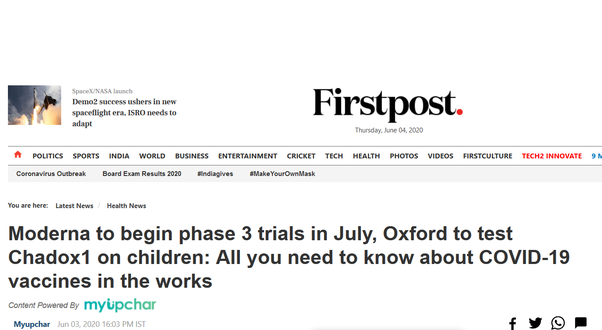 SpaceX/NASA launch
Demo2 success ushers in new
spaceflight era, ISRO needs to
adapt
Firstpost.
Thursday, June 04, 2020
POLITICS SPORTS INDIA WORLD BUSINESS ENTERTAINMENT CRICKET TECH HEALTH PHOTOS VIDEOS FIRSTCULTURE TECH2 INNOVATE 9 M
Coronavirus Outbreak Board Exam Results 2020 #Indiagives #MakeYourOwnMask
You are here: Latest News / Health News
Moderna to begin phase 3 trials in July, Oxford to test
Chadox1 on children: All you need to know about COVID-19
vaccines in the works
Content Powered By myupchar
Myupchar Jun 03, 2020 16:03 PM IST